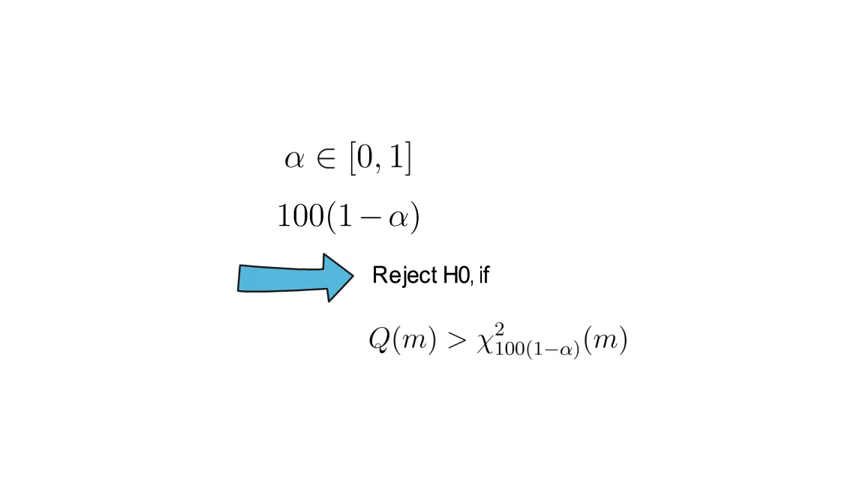 α ∈ [0, 1]
100(1 − α)
Reject H0, if
Q(m) > χ²₁₀₀₍₁₋α₎(m)